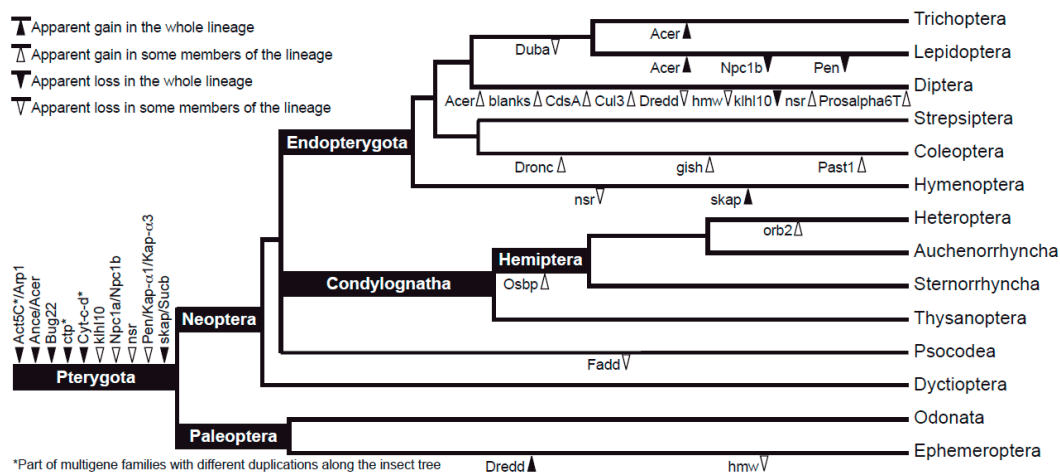 Apparent gain in the whole lineage
Apparent gain in some members of the lineage
Apparent loss in the whole lineage
Apparent loss in some members of the lineage
Trichoptera
Acer
Duba
Lepidoptera
Acer
Npc1b
Pen
Diptera
Acer
blanks
CdsA
Cul3
Dredd
hmw
klhl10
nsr
Prosalpha6T
Strepsiptera
Endopterygota
Coleoptera
Dronc
gish
Past1
Hymenoptera
nsr
skap
Heteroptera
orb2
Auchenorrhyncha
Hemiptera
Condylognatha
Osbp
Sternorrhyncha
Thysanoptera
Act5C*/Arp1
Ance/Acer
Bug22
ctp*
Cyt-c-d*
klhl10
Npc1a/Npc1b
nsr
Pen/Kap-α1/Kap-α3
skap/Sucb
Neoptera
Psocodea
Fadd
Pterygota
Dyctioptera
Odonata
Paleoptera
Ephemeroptera
Dredd
hmw
*Part of multigene families with different duplications along the insect tree